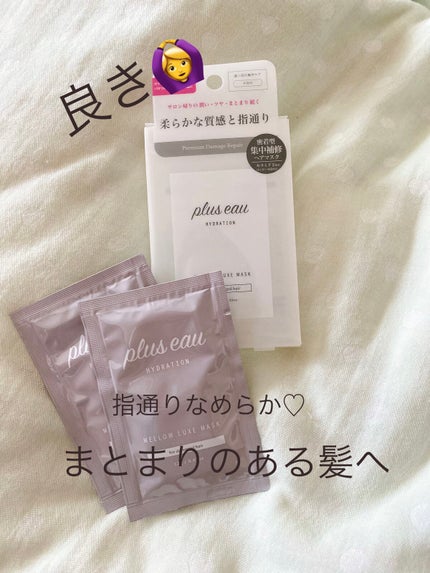 良き🙆‍♀️
サロン帰りの潤い・ツヤ・まとまり続く
柔らかな質感と指通り
Premium Damage Repair
密着型
集中補修
ヘアマスク
plus eau
HYDRATION
LUXE MASK
plus eau
HYDRATION
MELLOW LUXE MASK
指通りなめらか♡
まとまりのある髪へ